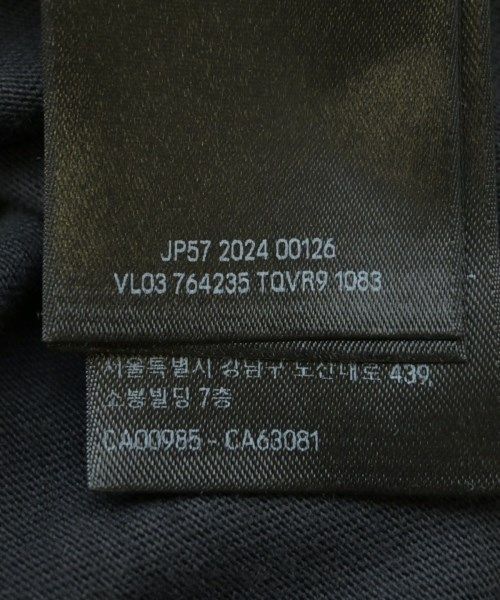 JP57 2024 00126
VL03 764235 TQVR9 1083
서울특별시 강남구 도산대로 439,
소봉빌딩 7층
CA00985 - CA63081